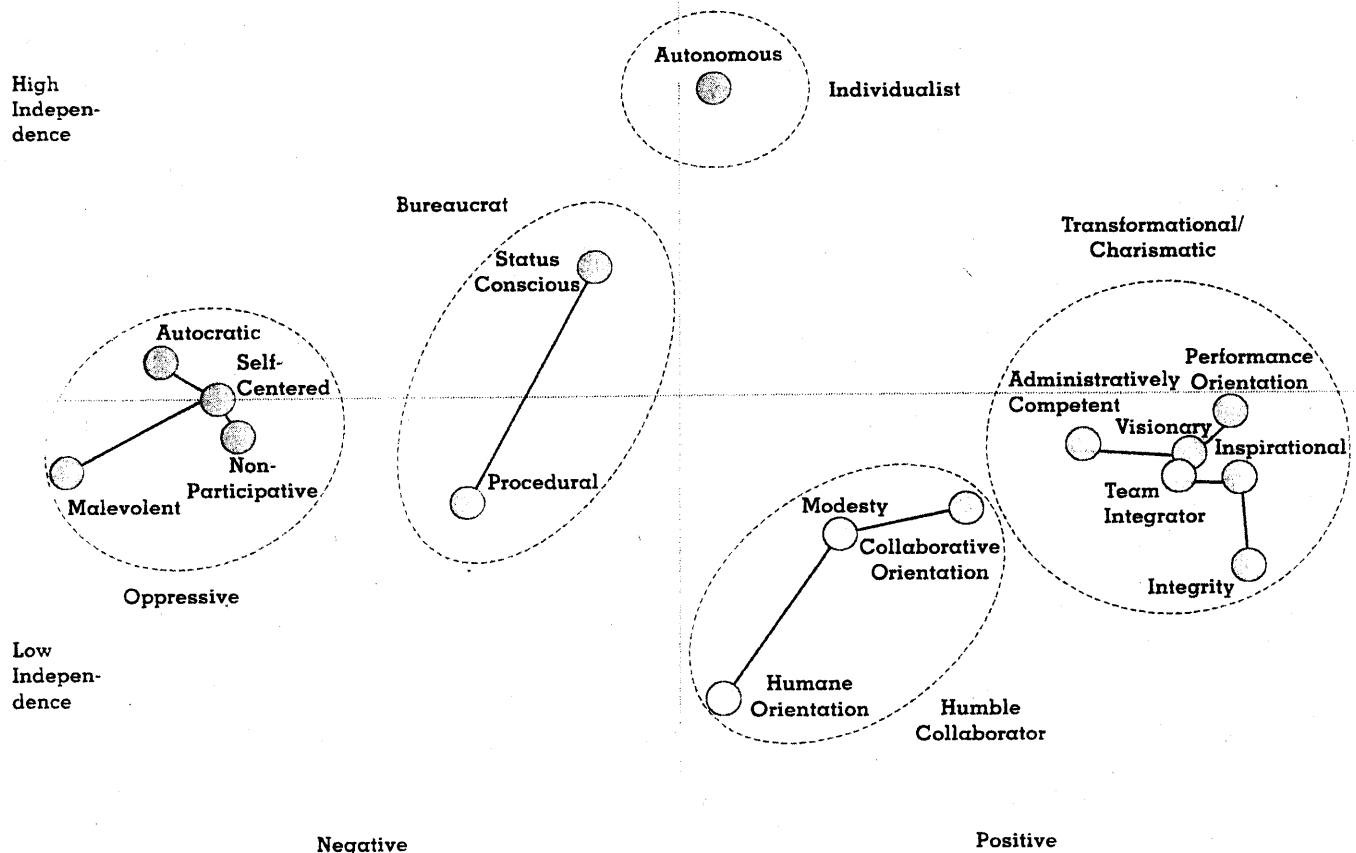 Autonomous
High
Indepen-
dence
Individualist
Bureaucrat
Transformational/
Charismatic
Status
Conscious
Autocratic
Self-
Centered
Non-
Participative
Malevolent
Oppressive
Procedural
Performance
Orientation
Administratively
Competent
Visionary
Inspirational
Team
Integrator
Integrity
Modesty
Collaborative
Orientation
Humane
Orientation
Humble
Collaborator
Low
Indepen-
dence
Negative
Positive